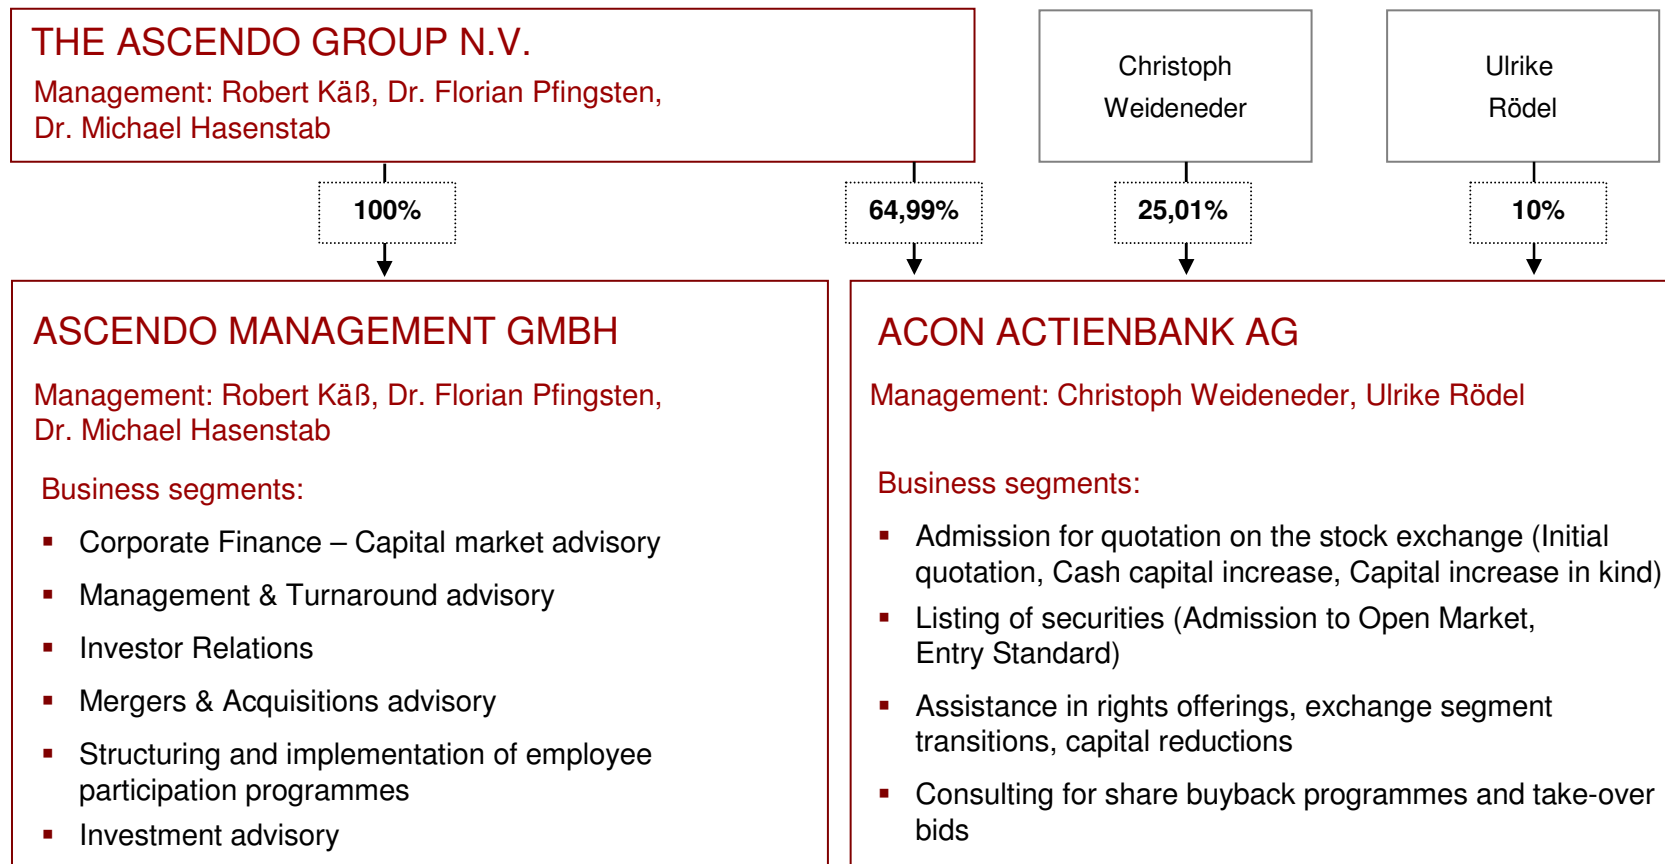 THE ASCENDO GROUP N.V.
Management: Robert Käß, Dr. Florian Pfingsten,
Dr. Michael Hasenstab
Christoph
Weideneder
Ulrike
Rödel
100%
64,99%
25,01%
10%
ASCENDO MANAGEMENT GMBH
Management: Robert Käß, Dr. Florian Pfingsten,
Dr. Michael Hasenstab
Business segments:
▪ Corporate Finance – Capital market advisory
▪ Management & Turnaround advisory
▪ Investor Relations
▪ Mergers & Acquisitions advisory
▪ Structuring and implementation of employee
participation programmes
▪ Investment advisory
ACON ACTIENBANK AG
Management: Christoph Weideneder, Ulrike Rödel
Business segments:
▪ Admission for quotation on the stock exchange (Initial
quotation, Cash capital increase, Capital increase in kind)
▪ Listing of securities (Admission to Open Market,
Entry Standard)
▪ Assistance in rights offerings, exchange segment
transitions, capital reductions
▪ Consulting for share buyback programmes and take-over
bids